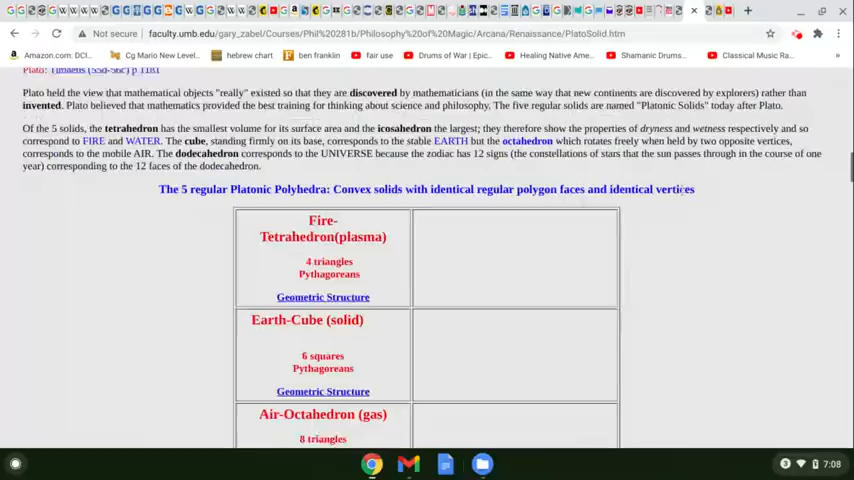 Not secure
faculty.umb.edu/gary_zabel/Courses/Phil%20281b/Philosophy%20of%20Magic/Arcana/Renaissance/PlatoSolid.htm
Amazon.com: DCI...
Cg Mario New Level...
hebrew chart
ben franklin
fair use
Drums of War | Epic...
Healing Native Ame...
Shamanic Drums...
Classical Music Ra...
Plato: Timaeus (55d-56c) p 1181
Plato held the view that mathematical objects "really" existed so that they are discovered by mathematicians (in the same way that new continents are discovered by explorers) rather than
invented. Plato believed that mathematics provided the best training for thinking about science and philosophy. The five regular solids are named "Platonic Solids" today after Plato.
Of the 5 solids, the tetrahedron has the smallest volume for its surface area and the icosahedron the largest; they therefore show the properties of dryness and wetness respectively and so
correspond to FIRE and WATER. The cube, standing firmly on its base, corresponds to the stable EARTH but the octahedron which rotates freely when held by two opposite vertices,
corresponds to the mobile AIR. The dodecahedron corresponds to the UNIVERSE because the zodiac has 12 signs (the constellations of stars that the sun passes through in the course of one
year) corresponding to the 12 faces of the dodecahedron.
The 5 regular Platonic Polyhedra: Convex solids with identical regular polygon faces and identical vertices
Fire-
Tetrahedron(plasma)
4 triangles
Pythagoreans
Geometric Structure
Earth-Cube (solid)
6 squares
Pythagoreans
Geometric Structure
Air-Octahedron (gas)
8 triangles
7:08